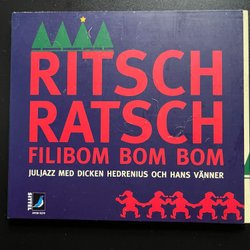 RITSCH
RATSCH
FILIBOM BOM BOM
JULJAZZ MED DICKEN HEDRENIUS OCH HANS VÄNNER